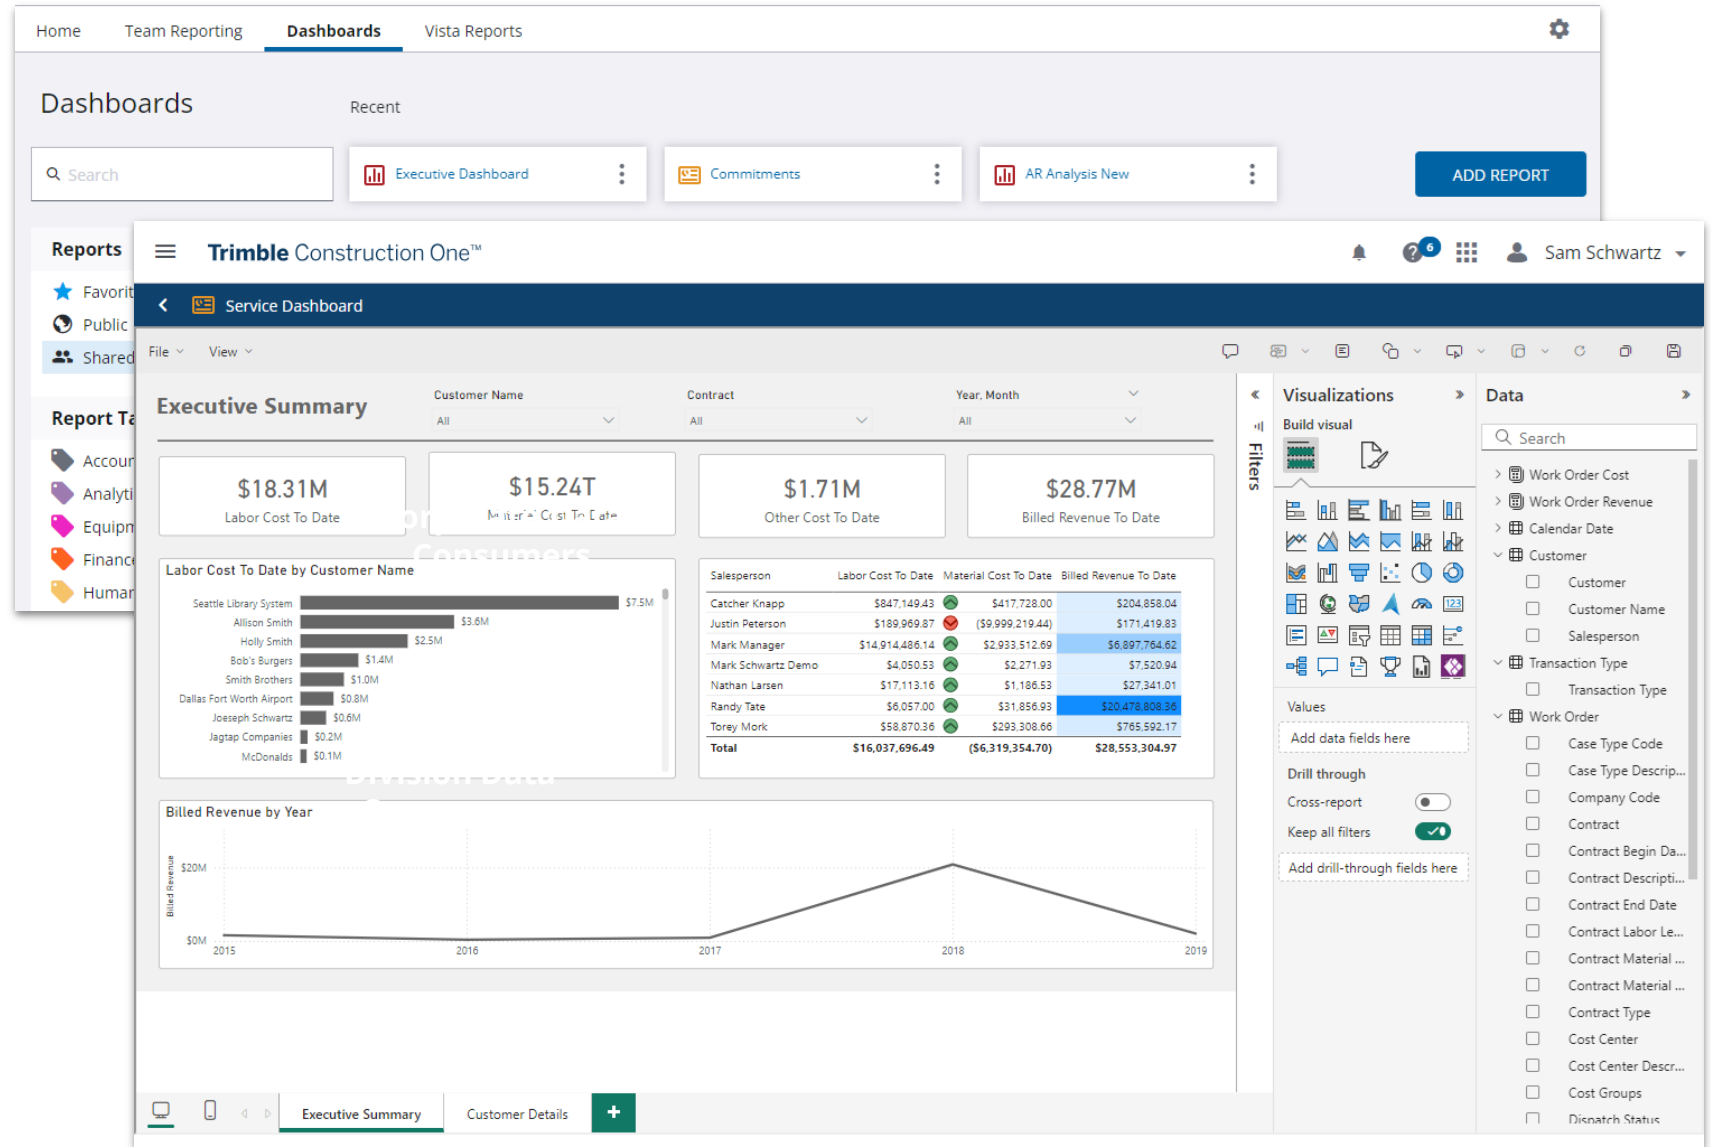 Home Team Reporting Dashboards Vista Reports
Dashboards
Recent
Search
Executive Dashboard
Commitments
AR Analysis New
ADD REPORT
Reports
Favorit
Public
Shared
Report Ta
Accour
Analyti
Equipm
Finance
Humar
Trimble Construction One™
6
Sam Schwartz
Service Dashboard
File View
Executive Summary
Customer Name
All
Contract
All
Year, Month
All
$18.31M
Labor Cost To Date
$15.24T
Material Cost To Date
$1.71M
Other Cost To Date
$28.77M
Billed Revenue To Date
Consumers
Labor Cost To Date by Customer Name
Seattle Library System $7.5M
Allison Smith $3.6M
Holly Smith $2.5M
Bob's Burgers $1.4M
Smith Brothers $1.0M
Dallas Fort Worth Airport $0.8M
Joeseph Schwartz $0.6M
Jagtap Companies $0.2M
McDonalds $0.1M
Division Data
Salesperson Labor Cost To Date Material Cost To Date Billed Revenue To Date
Catcher Knapp $847,149.43 $417,728.00 $204,858.04
Justin Peterson $189,969.87 ($9,999,219.44) $171,419.83
Mark Manager $14,914,486.14 $2,933,512.69 $6,897,764.62
Mark Schwartz Demo $4,050.53 $2,271.93 $7,520.94
Nathan Larsen $17,113.16 $1,186.53 $27,341.01
Randy Tate $6,057.00 $31,856.93 $20,478,808.36
Torey Mork $58,870.36 $293,308.66 $765,592.17
Total $16,037,696.49 ($6,319,354.70) $28,553,304.97
Billed Revenue by Year
Billed Revenue
$20M
$0M
2015 2016 2017 2018 2019
Executive Summary
Customer Details
+
Filters
Visualizations
Build visual
123
Values
Add data fields here
Drill through
Cross-report
Keep all filters
Add drill-through fields here
Data
Search
Work Order Cost
Work Order Revenue
Calendar Date
Customer
Customer
Customer Name
Salesperson
Transaction Type
Transaction Type
Work Order
Case Type Code
Case Type Descrip...
Company Code
Contract
Contract Begin Da...
Contract Descripti...
Contract End Date
Contract Labor Le...
Contract Material ...
Contract Material ...
Contract Type
Cost Center
Cost Center Descr...
Cost Groups
Dispatch Status